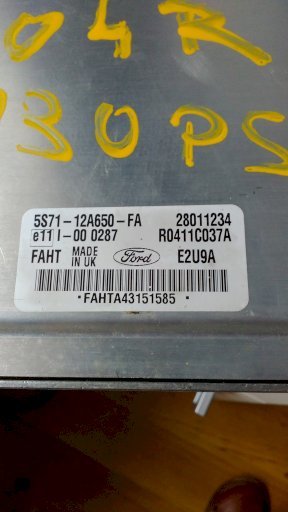 04R
130PS
5S71-12A650-FA 28011234
e11 I-00 0287 R0411C037A
FAHT MADE IN UK Ford E2U9A
*FAHTA43151585*